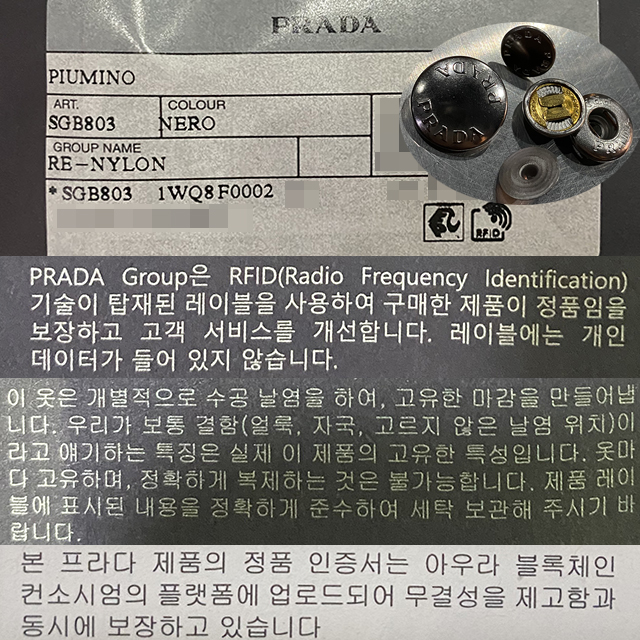 PRADA
PIUMINO
ART. COLOUR
SGB803 NERO
GROUP NAME
RE-NYLON
*SGB803 1WQ8F0002
RFID
PRADA
PRADA
PRADA Group은 RFID(Radio Frequency Identification)
기술이 탑재된 레이블을 사용하여 구매한 제품이 정품임을
보장하고 고객 서비스를 개선합니다. 레이블에는 개인
데이터가 들어 있지 않습니다.
이 옷은 개별적으로 수공 날염을 하여, 고유한 마감을 만들어냅
니다. 우리가 보통 결함(얼룩, 자국, 고르지 않은 날염 위치)이
라고 얘기하는 특징은 실제 이 제품의 고유한 특성입니다. 옷마
다 고유하며, 정확하게 복제하는 것은 불가능합니다. 제품 레이
블에 표시된 내용을 정확하게 준수하여 세탁 보관해 주시기 바
랍니다.
본 프라다 제품의 정품 인증서는 아우라 블록체인
컨소시엄의 플랫폼에 업로드되어 무결성을 제고함과
동시에 보장하고 있습니다